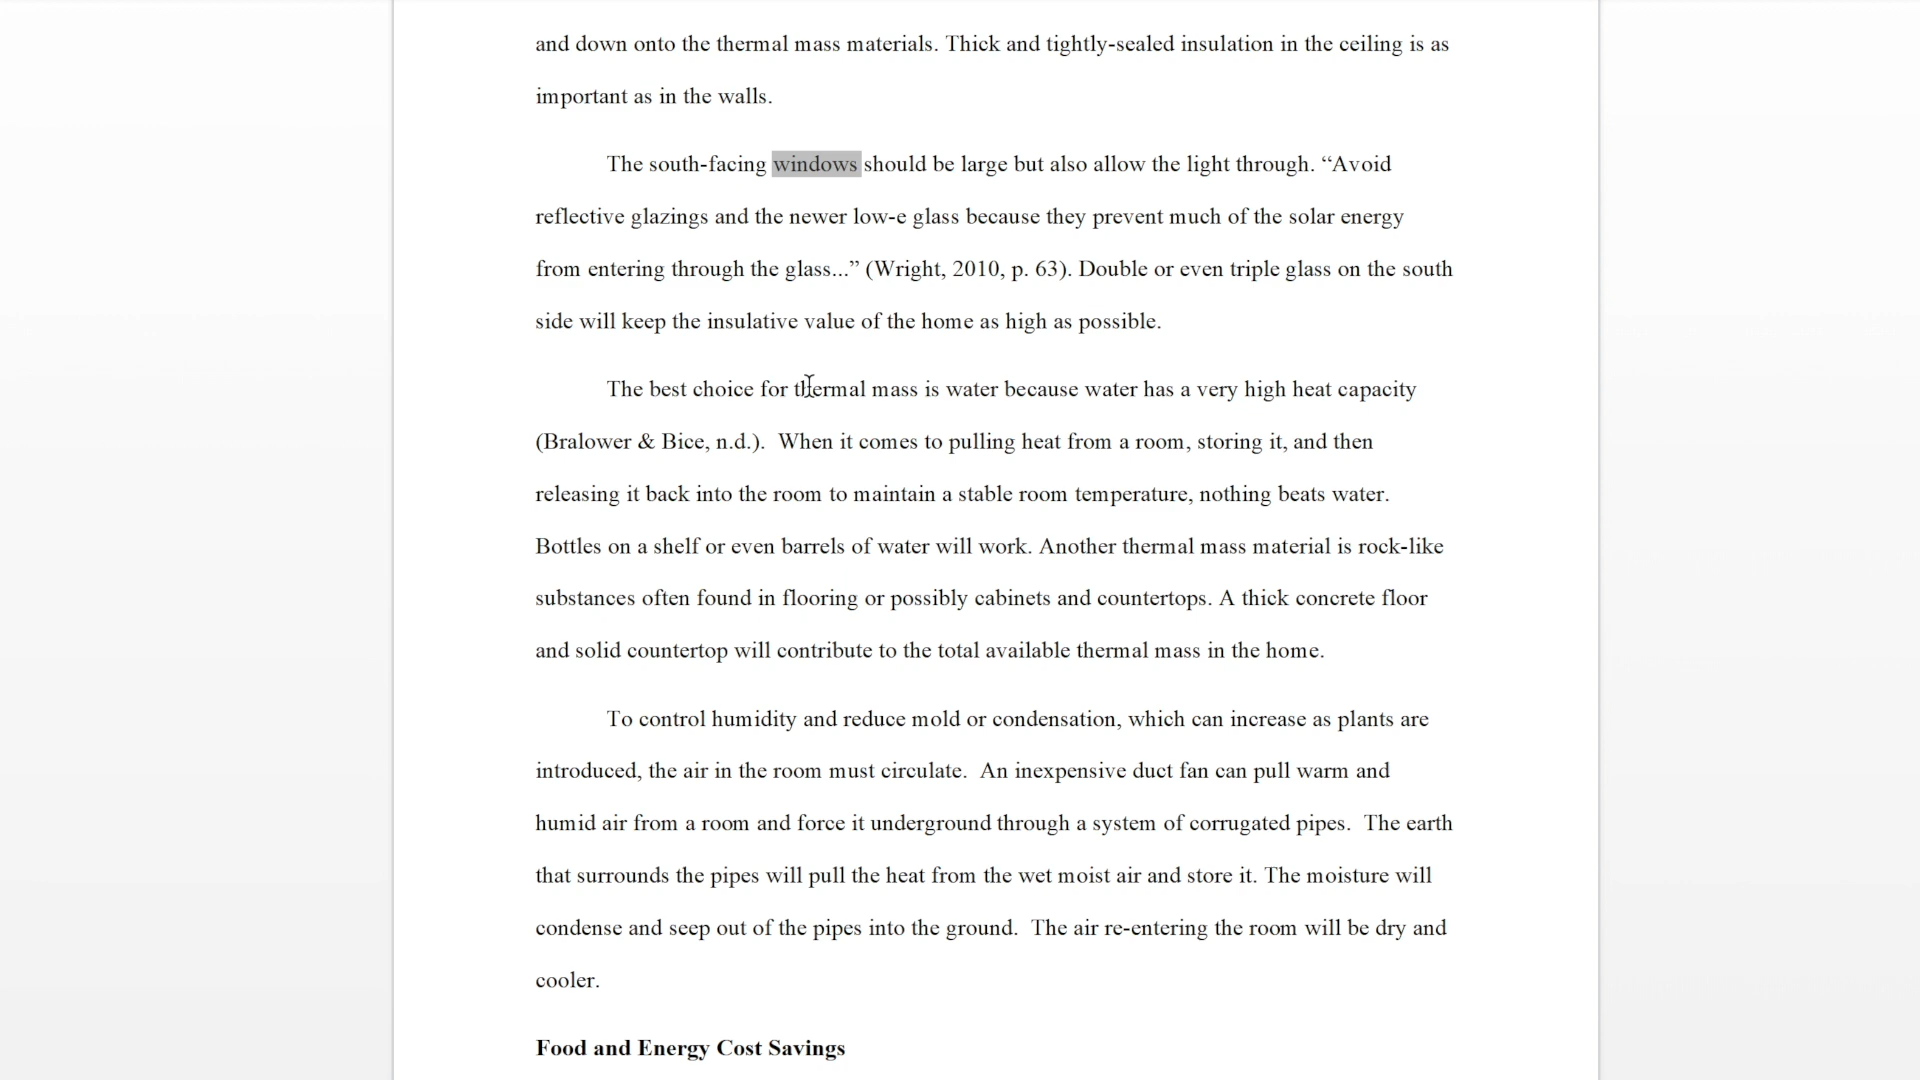 and down onto the thermal mass materials. Thick and tightly-sealed insulation in the ceiling is as
important as in the walls.
The south-facing windows should be large but also allow the light through. “Avoid
reflective glazings and the newer low-e glass because they prevent much of the solar energy
from entering through the glass...” (Wright, 2010, p. 63). Double or even triple glass on the south
side will keep the insulative value of the home as high as possible.
The best choice for thermal mass is water because water has a very high heat capacity
(Bralower & Bice, n.d.).  When it comes to pulling heat from a room, storing it, and then
releasing it back into the room to maintain a stable room temperature, nothing beats water.
Bottles on a shelf or even barrels of water will work. Another thermal mass material is rock-like
substances often found in flooring or possibly cabinets and countertops. A thick concrete floor
and solid countertop will contribute to the total available thermal mass in the home.
To control humidity and reduce mold or condensation, which can increase as plants are
introduced, the air in the room must circulate.  An inexpensive duct fan can pull warm and
humid air from a room and force it underground through a system of corrugated pipes.  The earth
that surrounds the pipes will pull the heat from the wet moist air and store it. The moisture will
condense and seep out of the pipes into the ground.  The air re-entering the room will be dry and
cooler.
Food and Energy Cost Savings